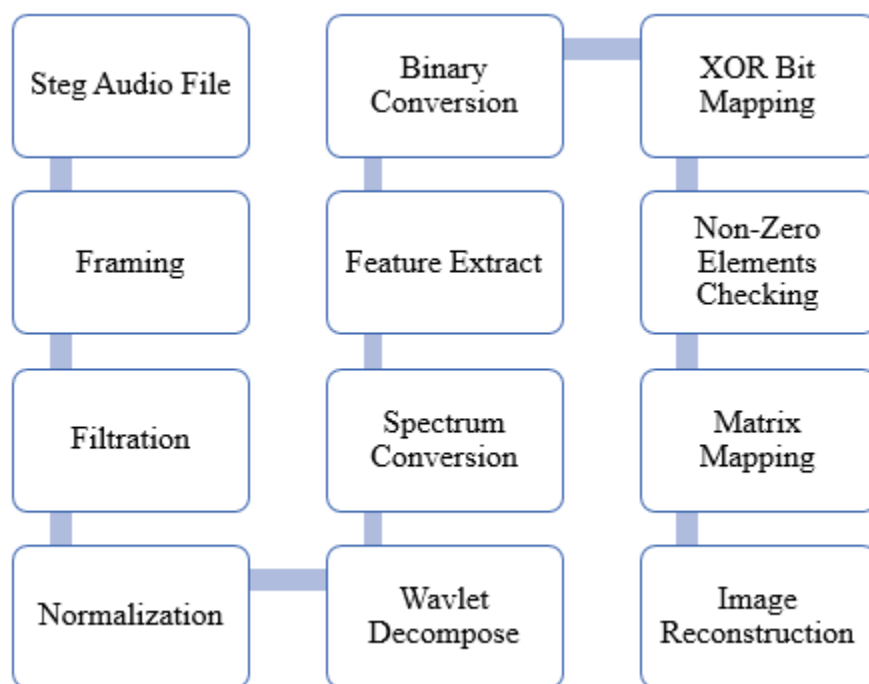 Steg Audio File
Framing
Filtration
Normalization
Wavlet
Decompose
Spectrum
Conversion
Feature Extract
Binary
Conversion
XOR Bit
Mapping
Non-Zero
Elements
Checking
Matrix
Mapping
Image
Reconstruction